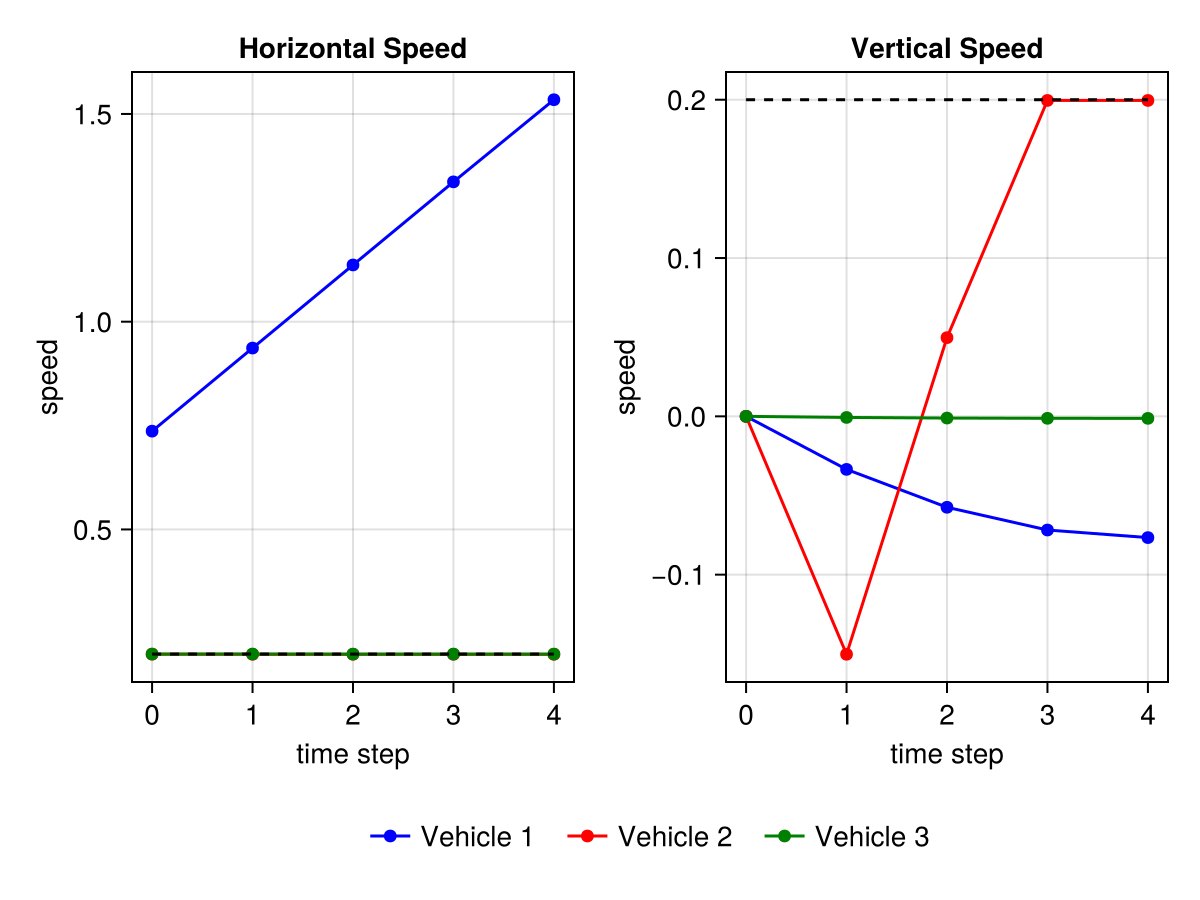 Horizontal Speed
1.5
1.0
0.5
speed
0 1 2 3 4
time step
Vertical Speed
0.2
0.1
0.0
−0.1
speed
0 1 2 3 4
time step
Vehicle 1 Vehicle 2 Vehicle 3